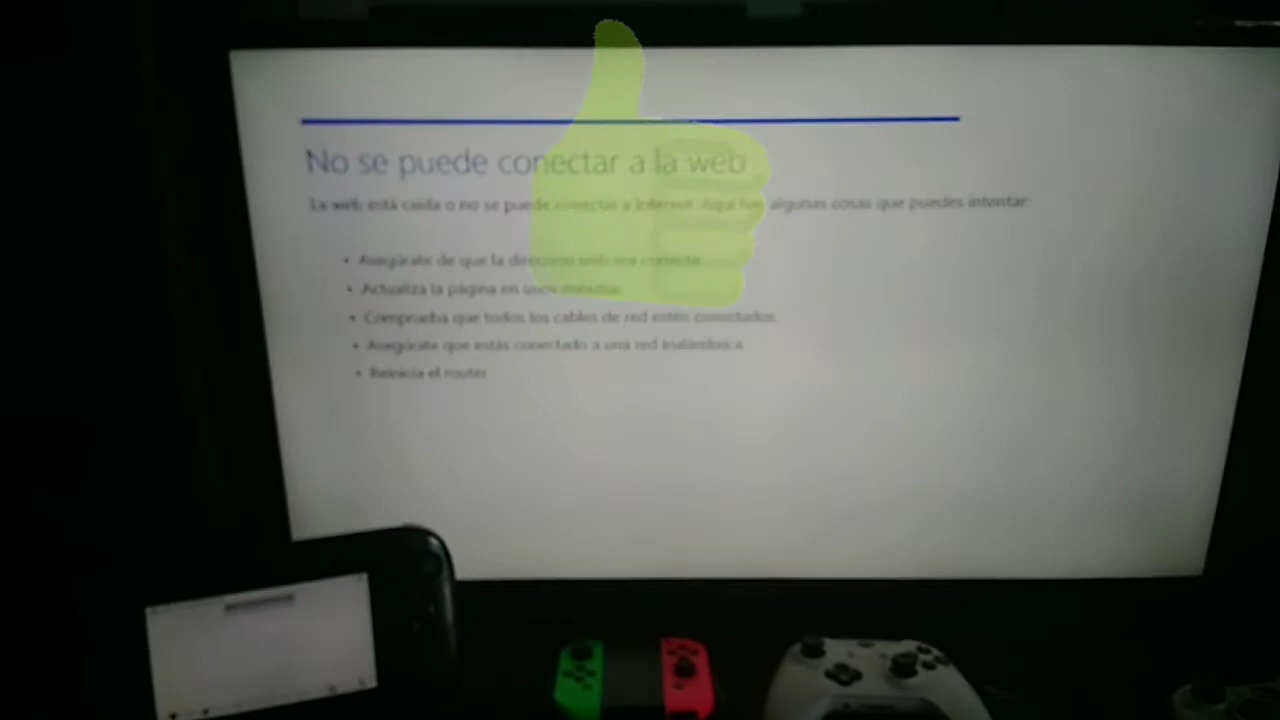 No se puede conectar a la web
La web está caída o no se puede conectar a Internet. Aquí hay algunas cosas que puedes intentar:
• Asegúrate de que la dirección web sea correcta.
• Actualiza la página en unos minutos.
• Comprueba que todos los cables de red estén conectados.
• Asegúrate que estás conectado a una red inalámbrica
• Reinicia el router